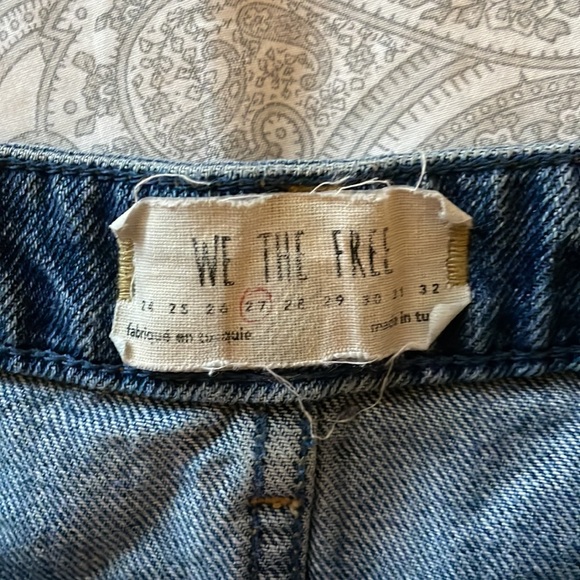 WE THE FREE
24 25 26 27 28 29 30 31 32
fabriqué en turquie
made in tu